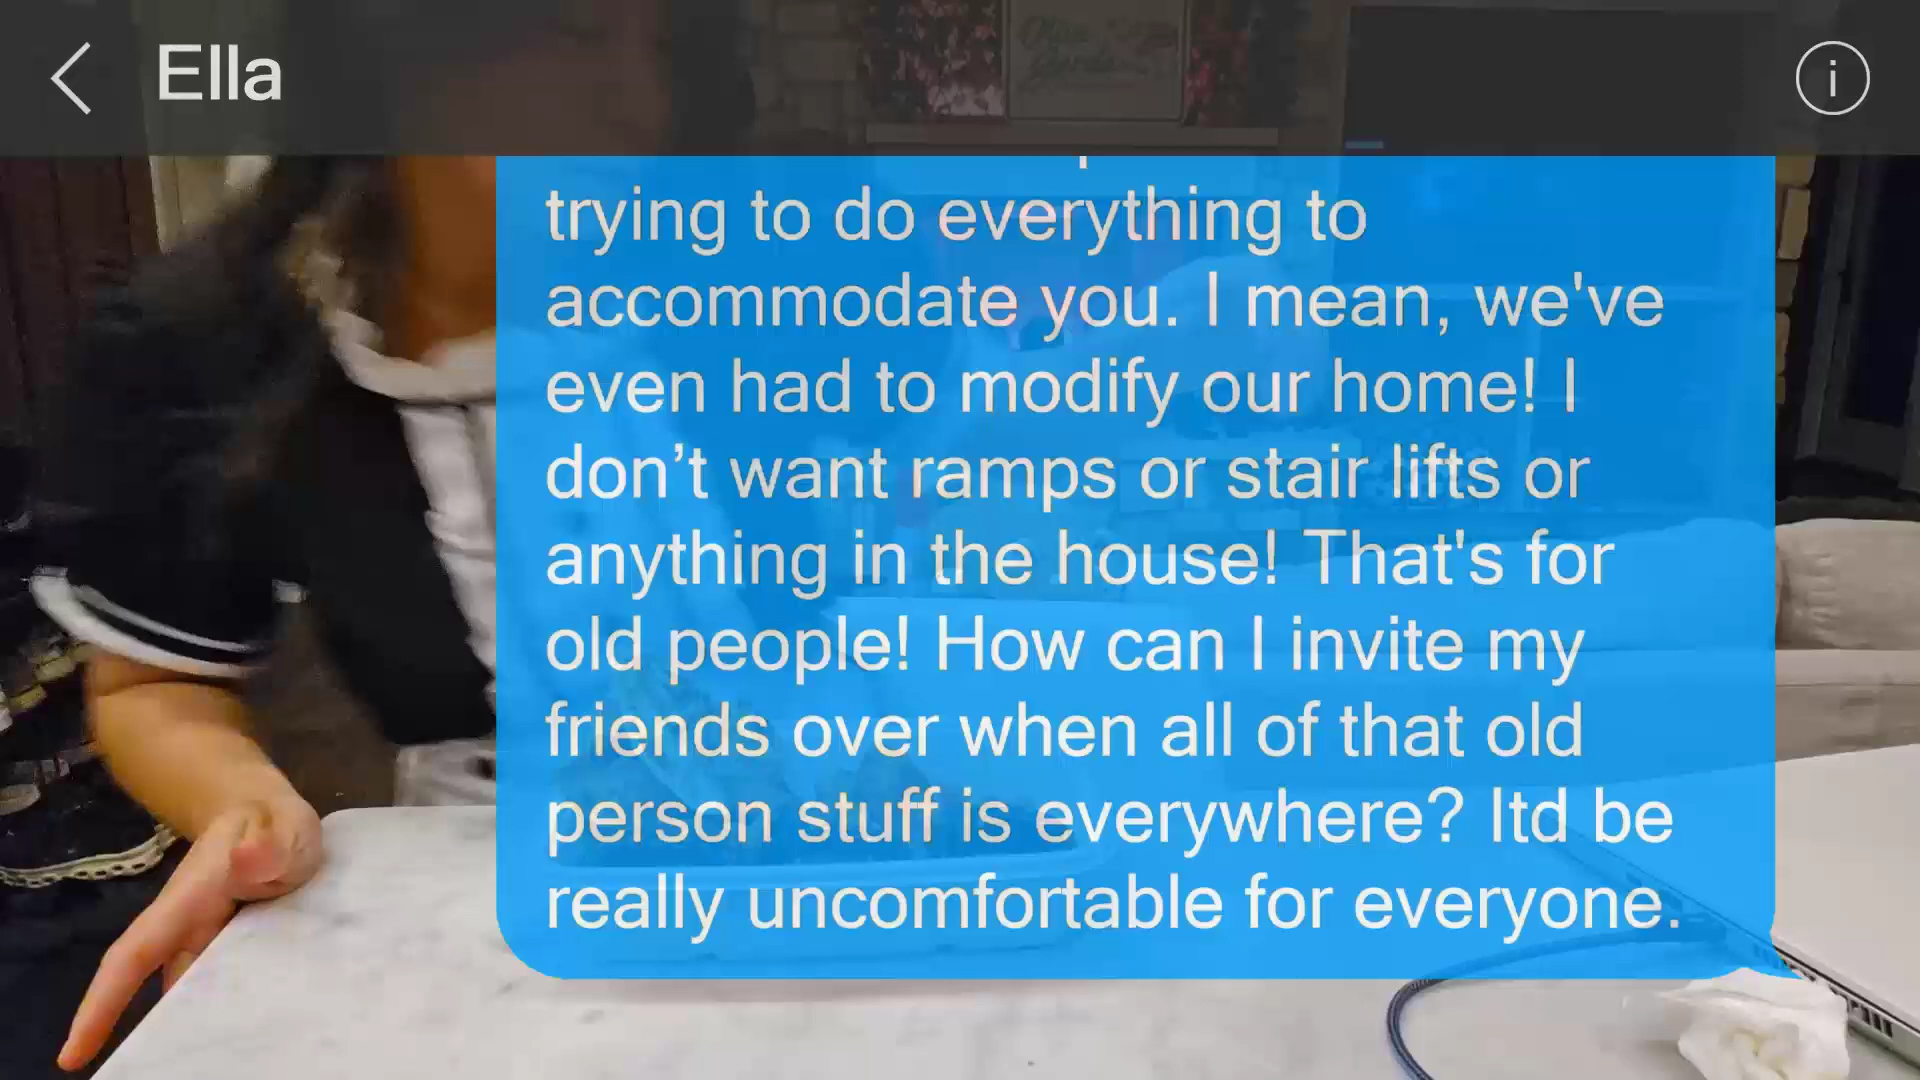 Ella
trying to do everything to
accommodate you. I mean, we've
even had to modify our home! I
don’t want ramps or stair lifts or
anything in the house! That's for
old people! How can I invite my
friends over when all of that old
person stuff is everywhere? Itd be
really uncomfortable for everyone.